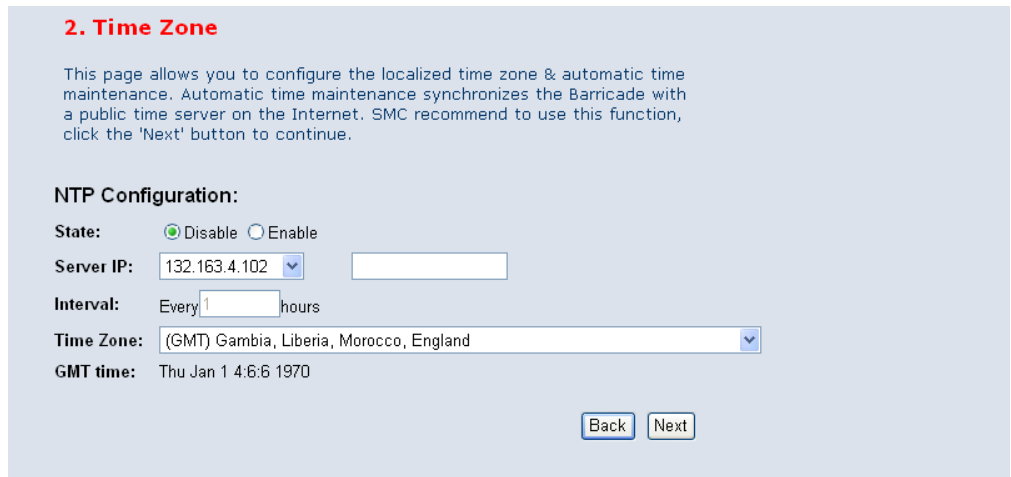 2. Time Zone
This page allows you to configure the localized time zone & automatic time
maintenance. Automatic time maintenance synchronizes the Barricade with
a public time server on the Internet. SMC recommend to use this function,
click the 'Next' button to continue.
NTP Configuration:
State: Disable Enable
Server IP: 132.163.4.102
Interval: Every 1 hours
Time Zone: (GMT) Gambia, Liberia, Morocco, England
GMT time: Thu Jan 1 4:6:6 1970
Back Next